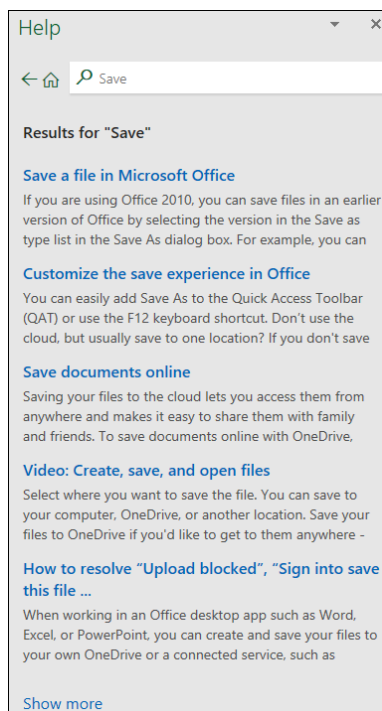 Help
Save
Results for "Save"
Save a file in Microsoft Office
If you are using Office 2010, you can save files in an earlier
version of Office by selecting the version in the Save as
type list in the Save As dialog box. For example, you can
Customize the save experience in Office
You can easily add Save As to the Quick Access Toolbar
(QAT) or use the F12 keyboard shortcut. Don't use the
cloud, but usually save to one location? If you don't save
Save documents online
Saving your files to the cloud lets you access them from
anywhere and makes it easy to share them with family
and friends. To save documents online with OneDrive,
Video: Create, save, and open files
Select where you want to save the file. You can save to
your computer, OneDrive, or another location. Save your
files to OneDrive if you'd like to get to them anywhere -
How to resolve “Upload blocked”, “Sign into save
this file ...
When working in an Office desktop app such as Word,
Excel, or PowerPoint, you can create and save your files to
your own OneDrive or a connected service, such as
Show more